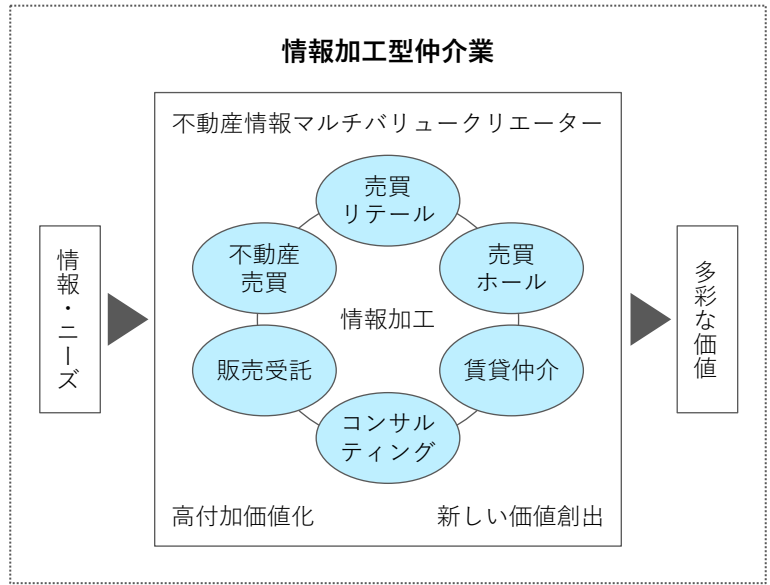 情報加工型仲介業
不動産情報マルチバリュークリエーター
売買
リテール
不動産
売買
売買
ホール
情報・ニーズ
情報加工
多彩な価値
販売受託
賃貸仲介
コンサル
ティング
高付加価値化
新しい価値創出